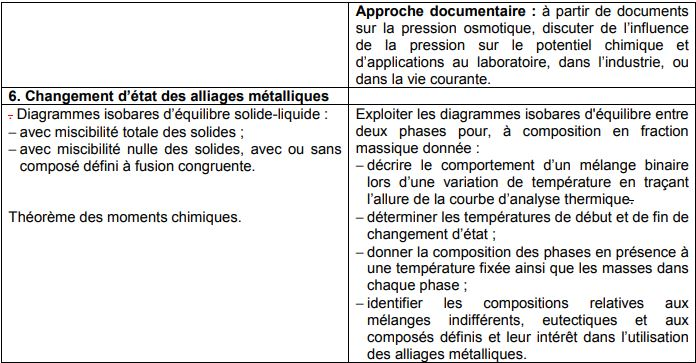 Approche documentaire : à partir de documents
sur la pression osmotique, discuter de l'influence
de la pression sur le potentiel chimique et
d'applications au laboratoire, dans l'industrie, ou
dans la vie courante.
6. Changement d'état des alliages métalliques
- Diagrammes isobares d'équilibre solide-liquide :
– avec miscibilité totale des solides ;
– avec miscibilité nulle des solides, avec ou sans
composé défini à fusion congruente.
Théorème des moments chimiques.
Exploiter les diagrammes isobares d'équilibre entre
deux phases pour, à composition en fraction
massique donnée :
– décrire le comportement d'un mélange binaire
lors d'une variation de température en traçant
l'allure de la courbe d'analyse thermique.
– déterminer les températures de début et de fin de
changement d'état ;
– donner la composition des phases en présence à
une température fixée ainsi que les masses dans
chaque phase ;
– identifier les compositions relatives aux
mélanges indifférents, eutectiques et aux
composés définis et leur intérêt dans l'utilisation
des alliages métalliques.